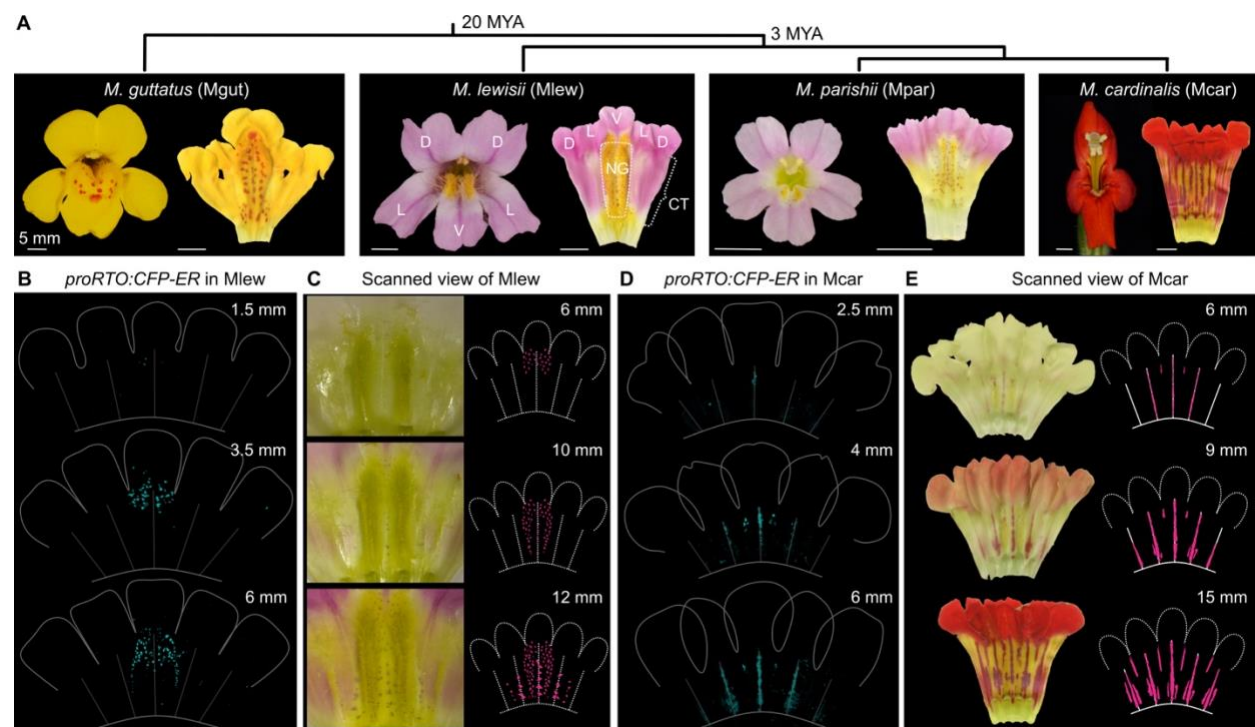 A
20 MYA
3 MYA
M. guttatus (Mgut)
M. lewisii (Mlew)
M. parishii (Mpar)
M. cardinalis (Mcar)
D
D
L
L
V
D
L
V
L
D
NG
CT
5 mm
B
proRTO:CFP-ER in Mlew
1.5 mm
3.5 mm
6 mm
C
Scanned view of Mlew
6 mm
10 mm
12 mm
D
proRTO:CFP-ER in Mcar
2.5 mm
4 mm
6 mm
E
Scanned view of Mcar
6 mm
9 mm
15 mm